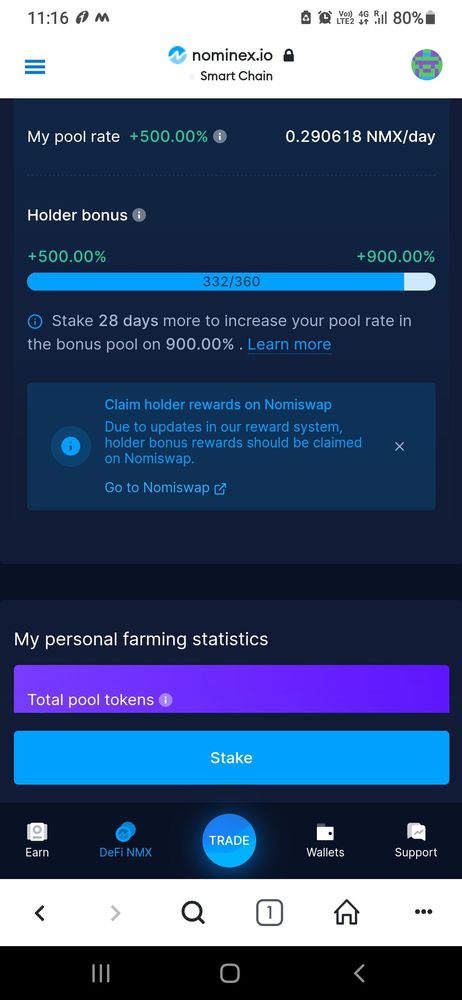 11:16
Vo)) 4G R
LTE2 80%
nominex.io
Smart Chain
My pool rate +500.00% 0.290618 NMX/day
Holder bonus
+500.00% +900.00%
332/360
Stake 28 days more to increase your pool rate in
the bonus pool on 900.00% . Learn more
Claim holder rewards on Nomiswap
Due to updates in our reward system,
holder bonus rewards should be claimed
on Nomiswap.
Go to Nomiswap
My personal farming statistics
Total pool tokens
Stake
Earn DeFi NMX TRADE Wallets Support
1